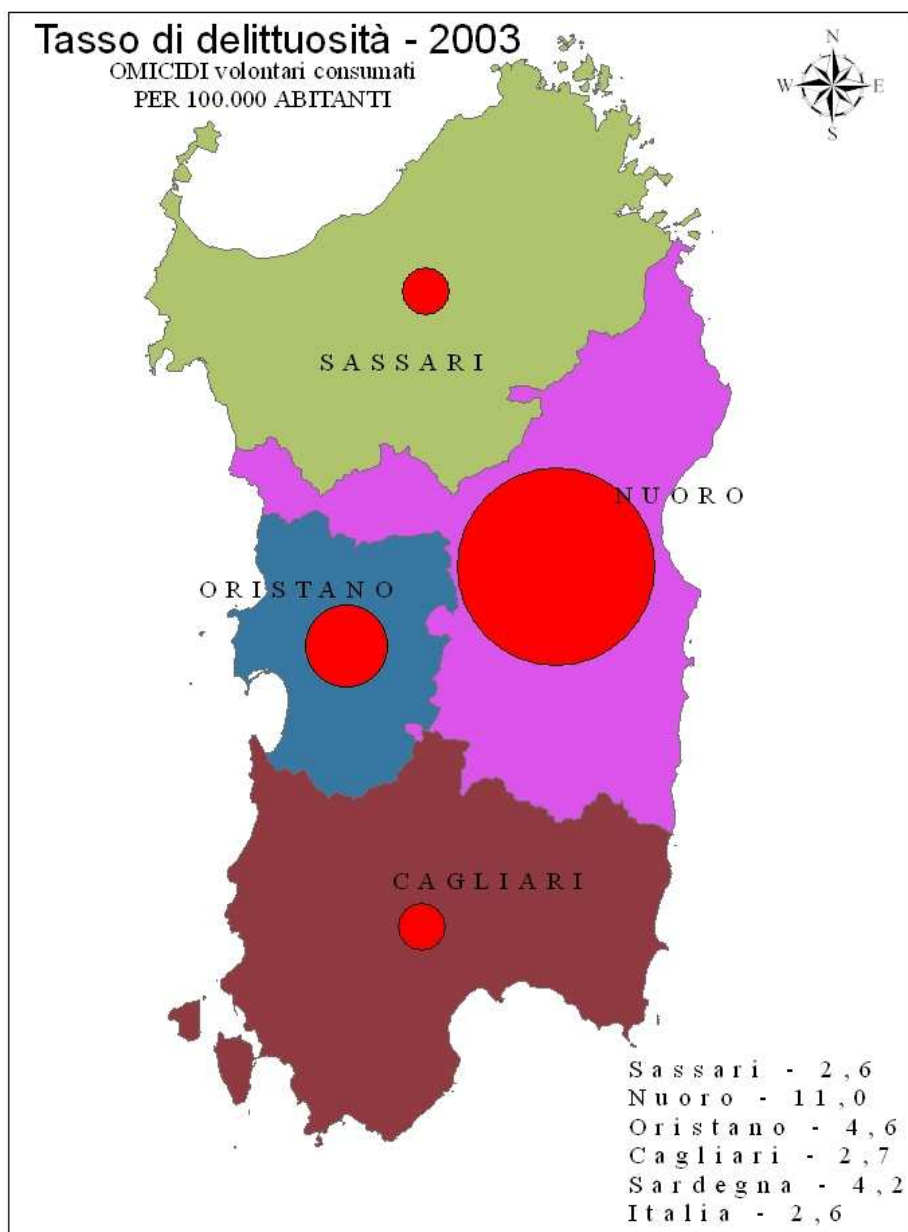 Tasso di delittuosità - 2003
OMICIDI volontari consumati
PER 100.000 ABITANTI
N
W E
S
SASSARI
NUORO
ORISTANO
CAGLIARI
Sassari - 2,6
Nuoro - 11,0
Oristano - 4,6
Cagliari - 2,7
Sardegna - 4,2
Italia - 2,6